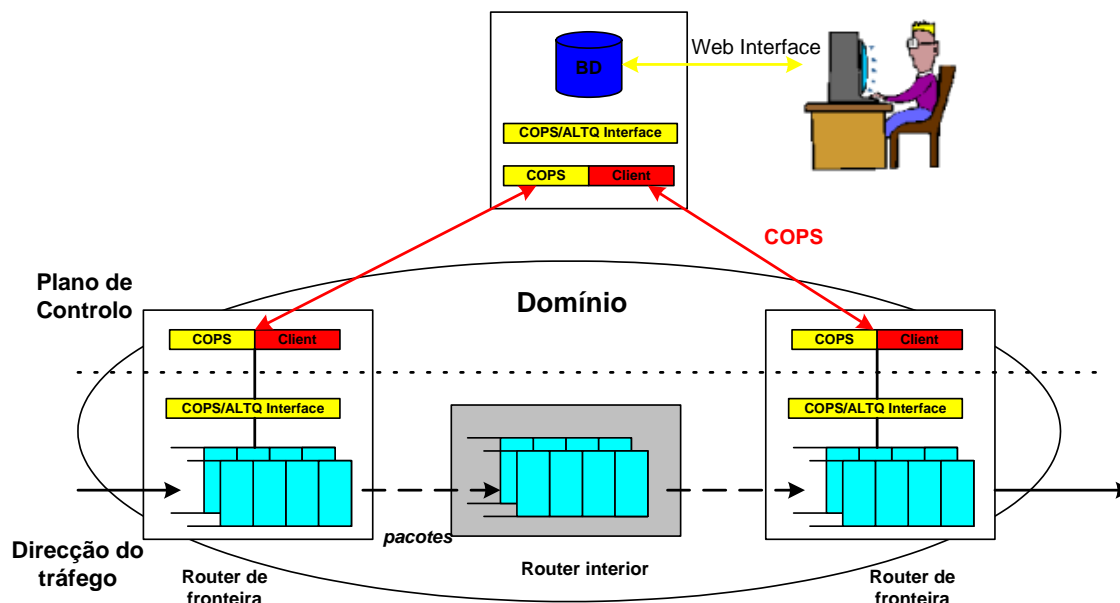 BD
Web Interface
COPS/ALTQ Interface
COPS Client
COPS
Plano de
Controlo
Domínio
COPS Client
COPS Client
COPS/ALTQ Interface
COPS/ALTQ Interface
pacotes
Direcção do
tráfego
Router de
fronteira
Router interior
Router de
fronteira